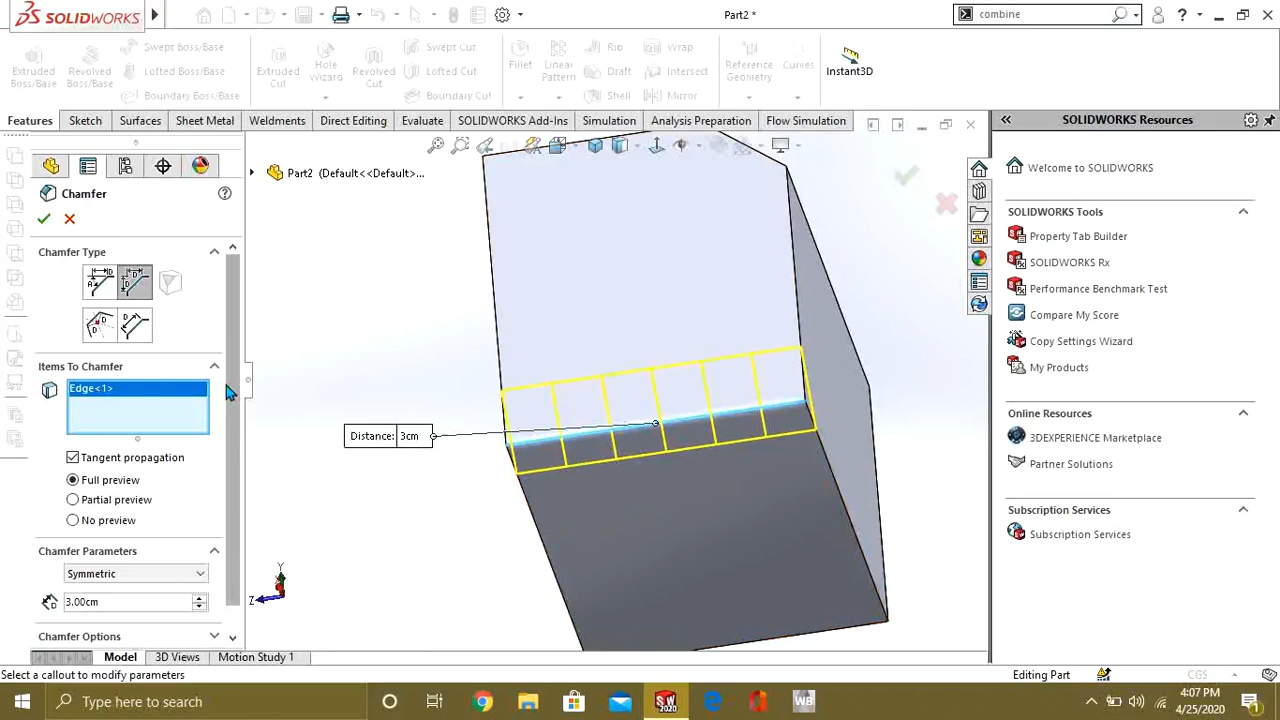 SOLIDWORKS
Part2 *
combine
?
Extruded
Boss/Base
Revolved
Boss/Base
Swept Boss/Base
Lofted Boss/Base
Boundary Boss/Base
Extruded
Cut
Hole
Wizard
Revolved
Cut
Swept Cut
Lofted Cut
Boundary Cut
Fillet
Linear
Pattern
Rib
Draft
Shell
Wrap
Intersect
Mirror
Reference
Geometry
Curves
Instant3D
Features
Sketch
Surfaces
Sheet Metal
Weldments
Direct Editing
Evaluate
SOLIDWORKS Add-Ins
Simulation
Analysis Preparation
Flow Simulation
SOLIDWORKS Resources
Part2 (Default<<Default>...
Chamfer
Chamfer Type
Items To Chamfer
Edge<1>
Tangent propagation
Full preview
Partial preview
No preview
Chamfer Parameters
Symmetric
3.00cm
Chamfer Options
Distance: 3cm
Y
Z
Welcome to SOLIDWORKS
SOLIDWORKS Tools
Property Tab Builder
SOLIDWORKS Rx
Performance Benchmark Test
Compare My Score
Copy Settings Wizard
My Products
Online Resources
3DEXPERIENCE Marketplace
Partner Solutions
Subscription Services
Subscription Services
Model
3D Views
Motion Study 1
Select a callout to modify parameters
Editing Part
CGS
Type here to search
SW
2020
WB
4:07 PM
4/25/2020